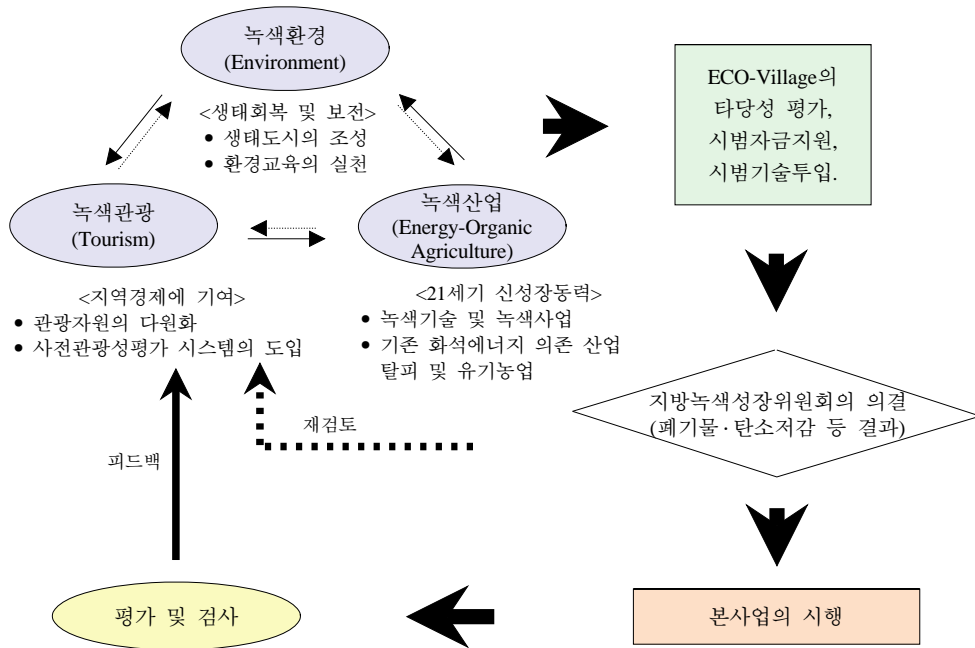 녹색환경
(Environment)
<생태회복 및 보전>
• 생태도시의 조성
• 환경교육의 실천
녹색관광
(Tourism)
녹색산업
(Energy-Organic
Agriculture)
<지역경제에 기여>
• 관광자원의 다원화
• 사전관광성평가 시스템의 도입
<21세기 신성장동력>
• 녹색기술 및 녹색사업
• 기존 화석에너지 의존 산업
탈피 및 유기농업
ECO-Village의
타당성 평가,
시범자금지원,
시범기술투입.
지방녹색성장위원회의 의결
(폐기물·탄소저감 등 결과)
재검토
피드백
본사업의 시행
평가 및 검사